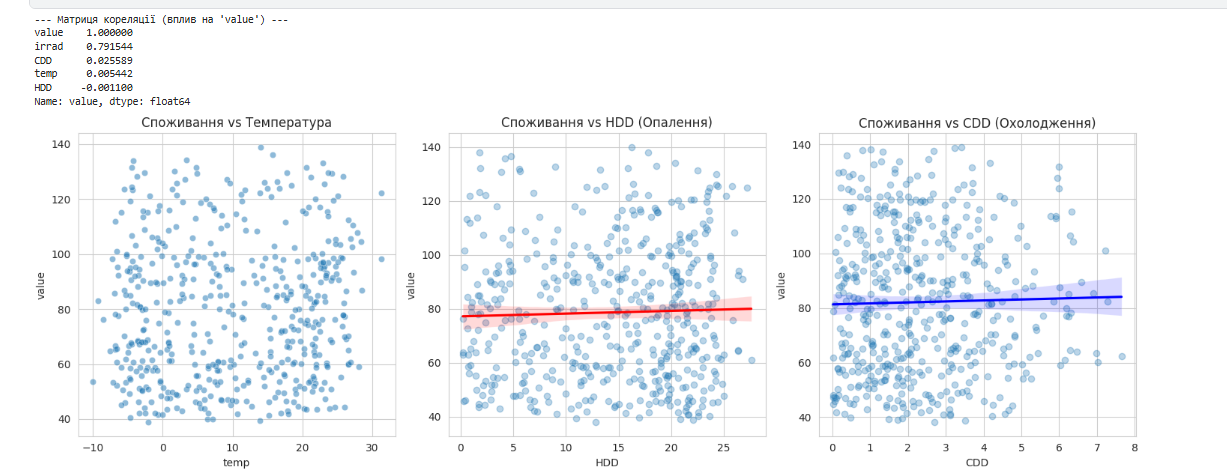 --- Матриця кореляції (вплив на 'value') ---
value 1.000000
irrad 0.791544
CDD 0.025589
temp 0.005442
HDD -0.001100
Name: value, dtype: float64
Споживання vs Температура
Споживання vs HDD (Опалення)
Споживання vs CDD (Охолодження)
140
120
100
80
60
40
value
−10 0 10 20 30
temp
140
120
100
80
60
40
value
0 5 10 15 20 25
HDD
140
120
100
80
60
40
value
0 1 2 3 4 5 6 7 8
CDD